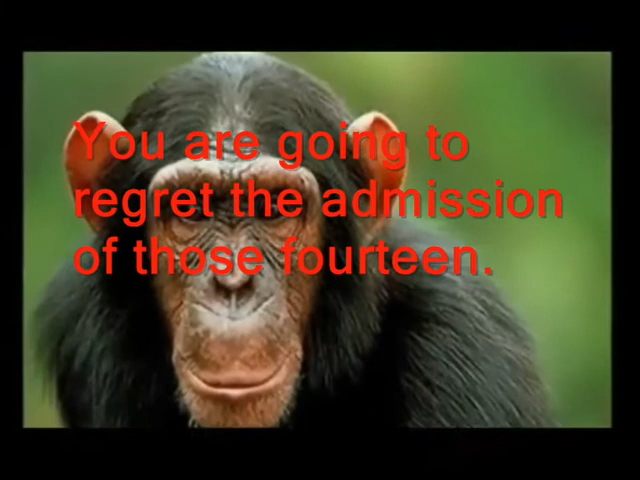 You are going to
regret the admission
of those fourteen.